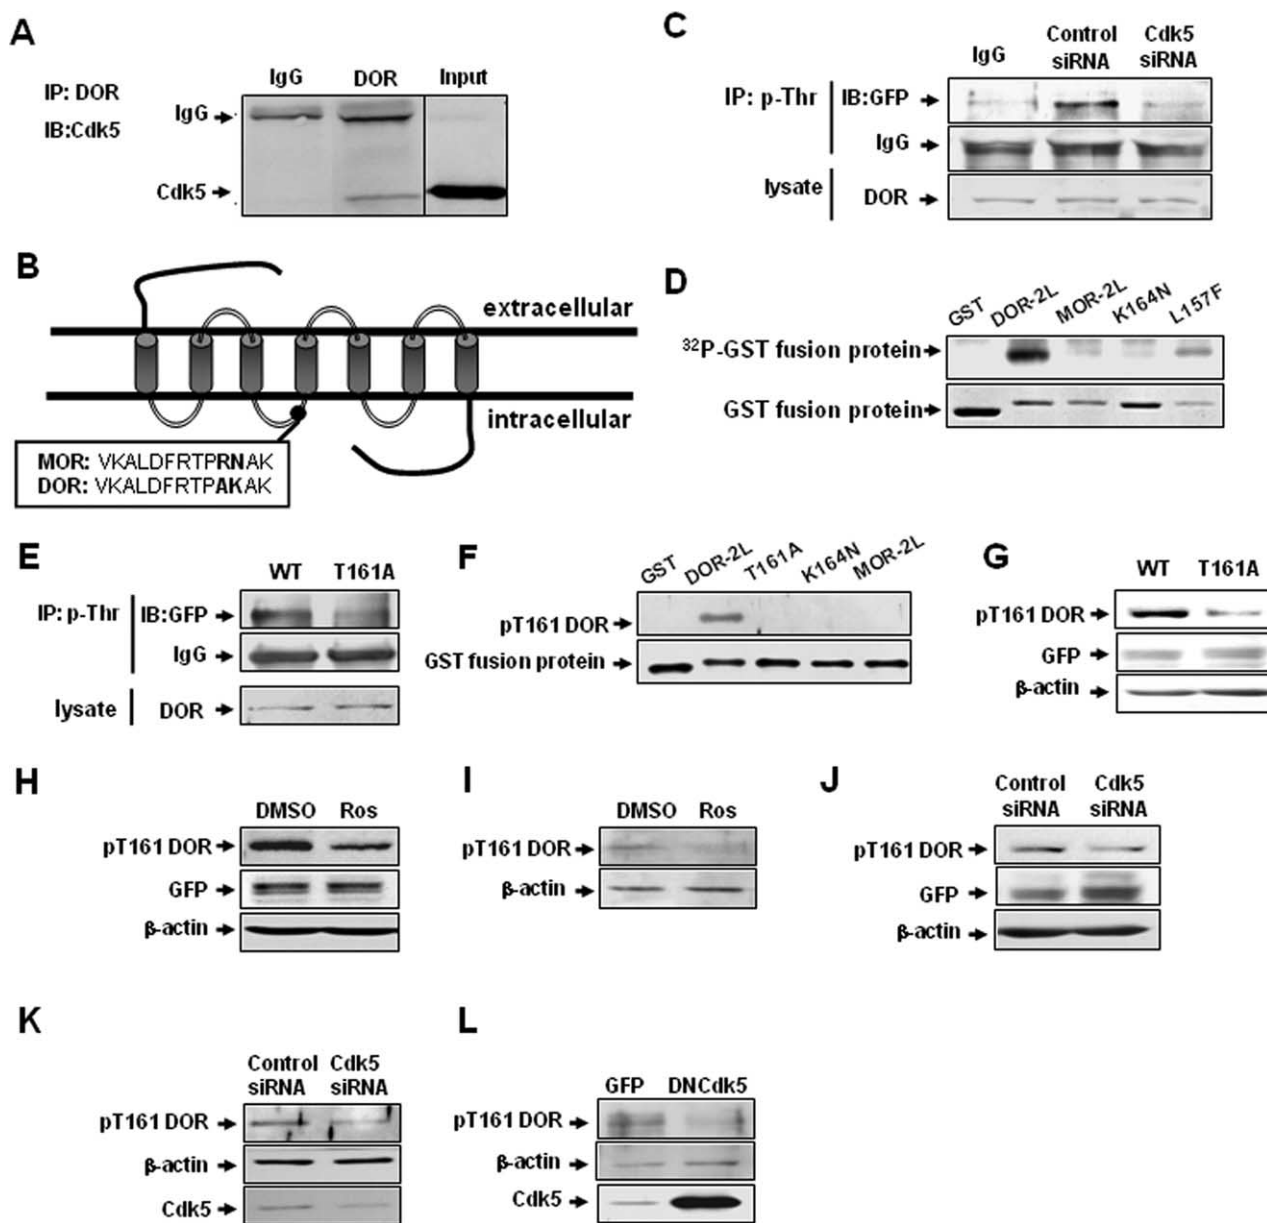 A
IgG DOR Input
IP: DOR
IB:Cdk5
IgG
Cdk5
B
extracellular
intracellular
MOR: VKALDFRTPRNAK
DOR: VKALDFRTPAKAK
C
IgG Control siRNA Cdk5 siRNA
IP: p-Thr IB:GFP
IgG
lysate DOR
D
GST DOR-2L MOR-2L K164N L157F
³²P-GST fusion protein
GST fusion protein
E
WT T161A
IP: p-Thr IB:GFP
IgG
lysate DOR
F
GST DOR-2L T161A K164N MOR-2L
pT161 DOR
GST fusion protein
G
WT T161A
pT161 DOR
GFP
β-actin
H
DMSO Ros
pT161 DOR
GFP
β-actin
I
DMSO Ros
pT161 DOR
β-actin
J
Control siRNA Cdk5 siRNA
pT161 DOR
GFP
β-actin
K
Control siRNA Cdk5 siRNA
pT161 DOR
β-actin
Cdk5
L
GFP DNCdk5
pT161 DOR
β-actin
Cdk5